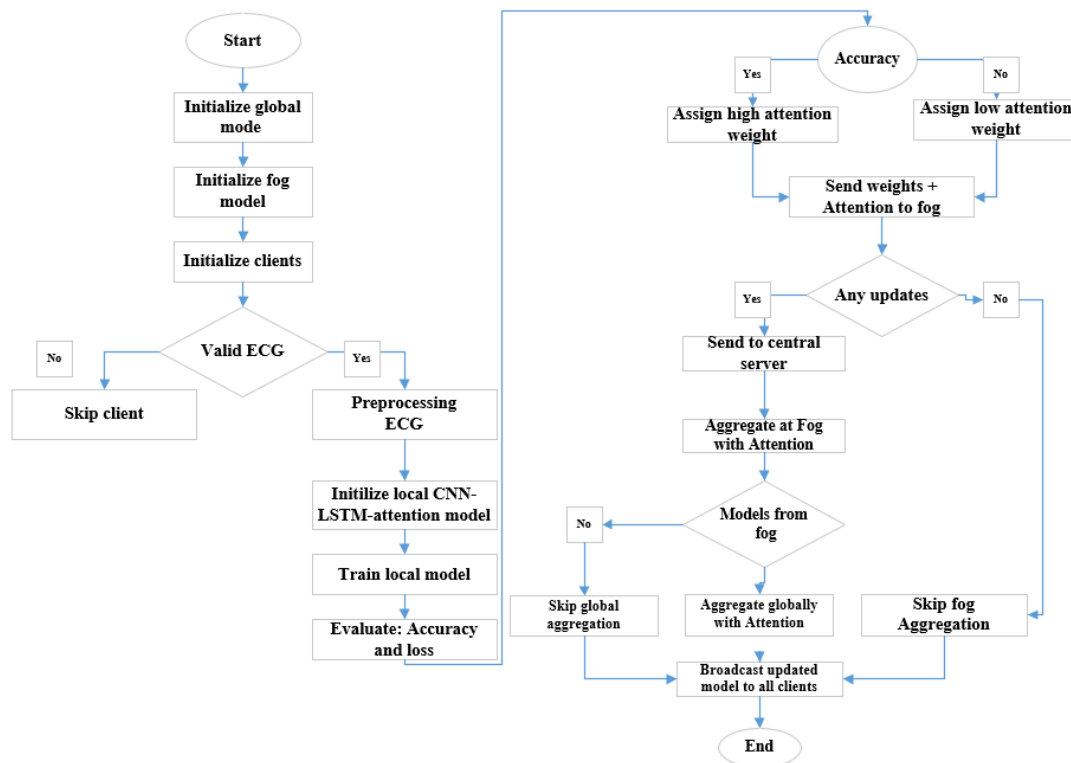 Start
Initialize global
mode
Initialize fog
model
Initialize clients
Valid ECG
No
Yes
Skip client
Preprocessing
ECG
Initilize local CNN-
LSTM-attention model
Train local model
Evaluate: Accuracy
and loss
Accuracy
Yes
No
Assign high attention
weight
Assign low attention
weight
Send weights +
Attention to fog
Any updates
Yes
No
Send to central
server
Aggregate at Fog
with Attention
Models from
fog
No
Skip global
aggregation
Aggregate globally
with Attention
Skip fog
Aggregation
Broadcast updated
model to all clients
End